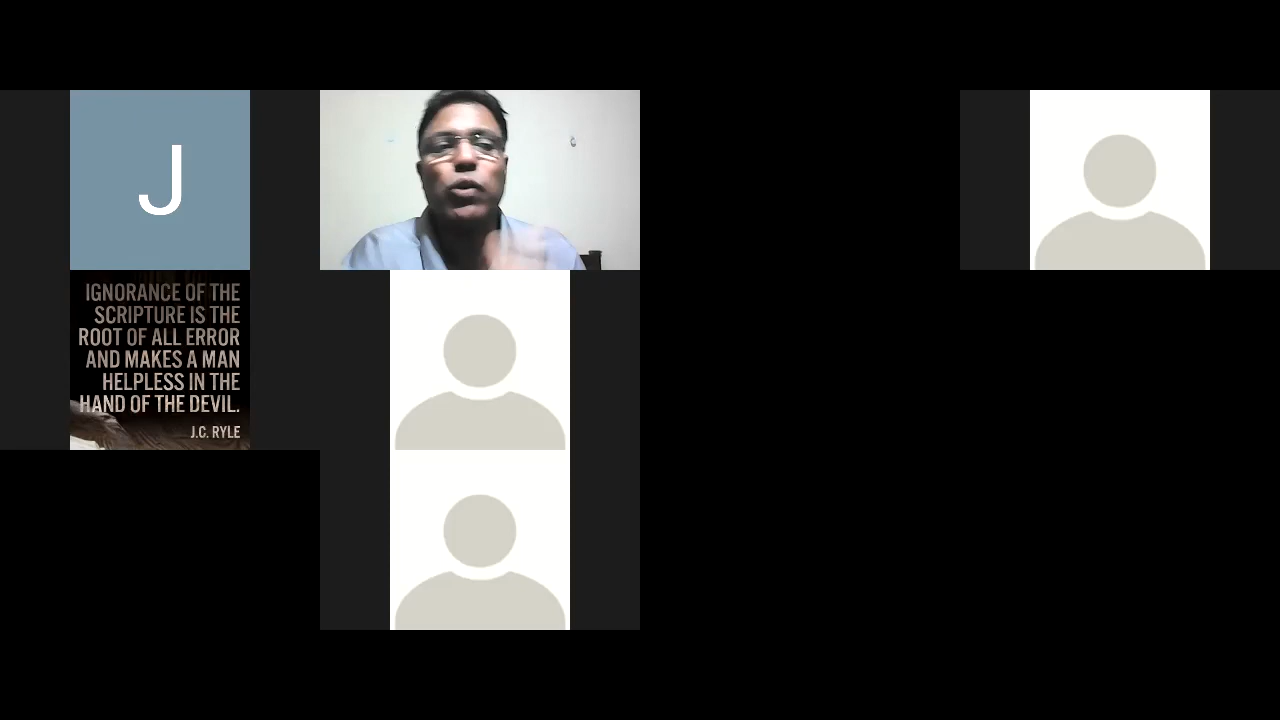 J
IGNORANCE OF THE
SCRIPTURE IS THE
ROOT OF ALL ERROR
AND MAKES A MAN
HELPLESS IN THE
HAND OF THE DEVIL.
J.C. RYLE